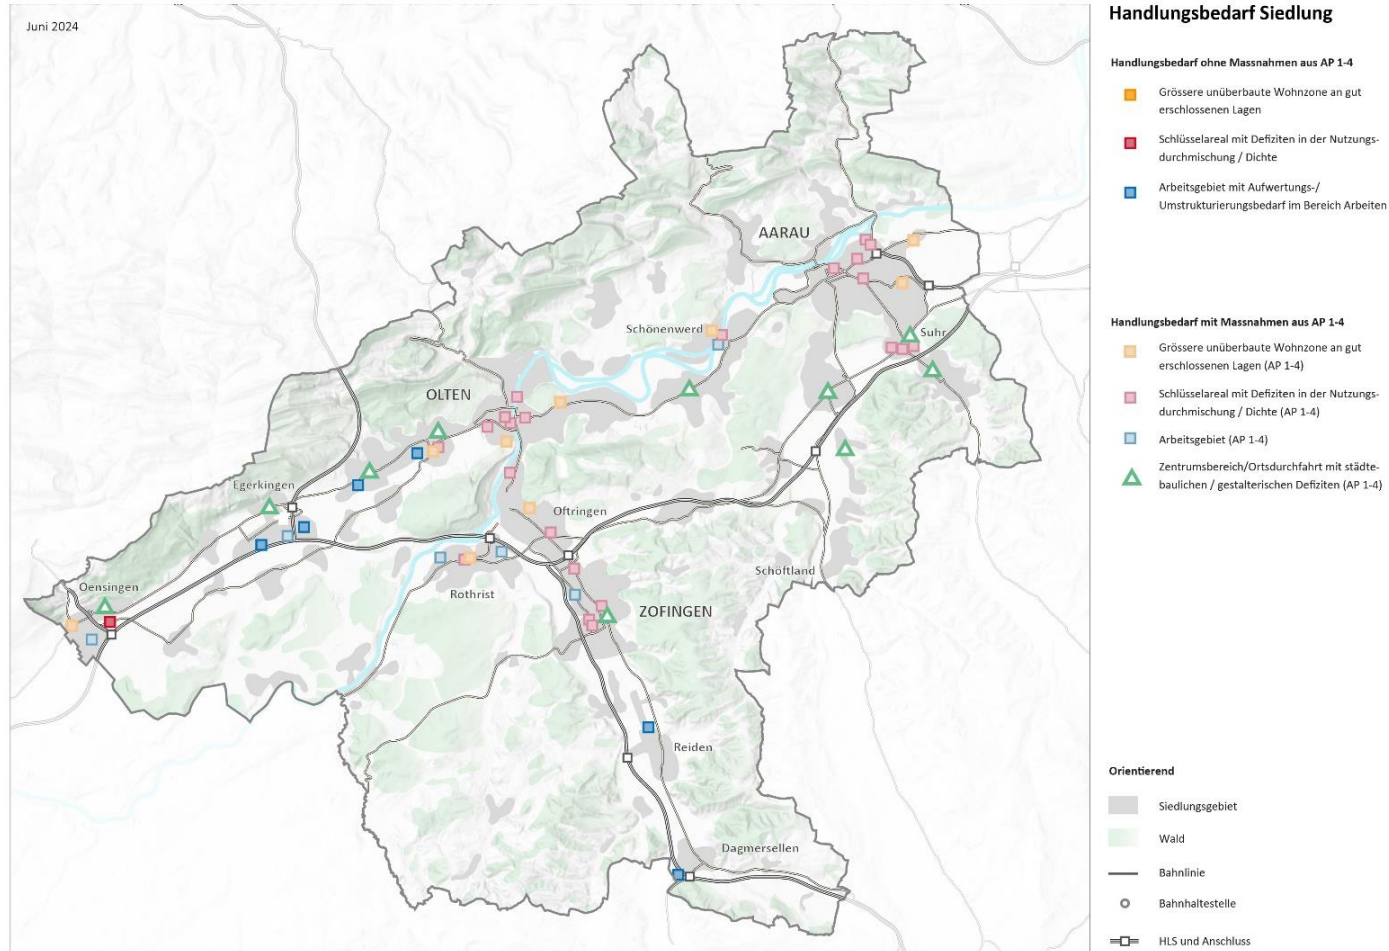 Juni 2024
AARAU
Schönenwerd
Suhr
OLTEN
Egerkingen
Oftringen
Oensingen
Rothrist
Schöftland
ZOFINGEN
Reiden
Dagmersellen
Handlungsbedarf Siedlung
Handlungsbedarf ohne Massnahmen aus AP 1-4
Grössere unüberbaute Wohnzone an gut
erschlossenen Lagen
Schlüsselareal mit Defiziten in der Nutzungs-
durchmischung / Dichte
Arbeitsgebiet mit Aufwertungs-/
Umstrukturierungsbedarf im Bereich Arbeiten
Handlungsbedarf mit Massnahmen aus AP 1-4
Grössere unüberbaute Wohnzone an gut
erschlossenen Lagen (AP 1-4)
Schlüsselareal mit Defiziten in der Nutzungs-
durchmischung / Dichte (AP 1-4)
Arbeitsgebiet (AP 1-4)
Zentrumsbereich/Ortsdurchfahrt mit städte-
baulichen / gestalterischen Defiziten (AP 1-4)
Orientierend
Siedlungsgebiet
Wald
Bahnlinie
Bahnhaltestelle
HLS und Anschluss